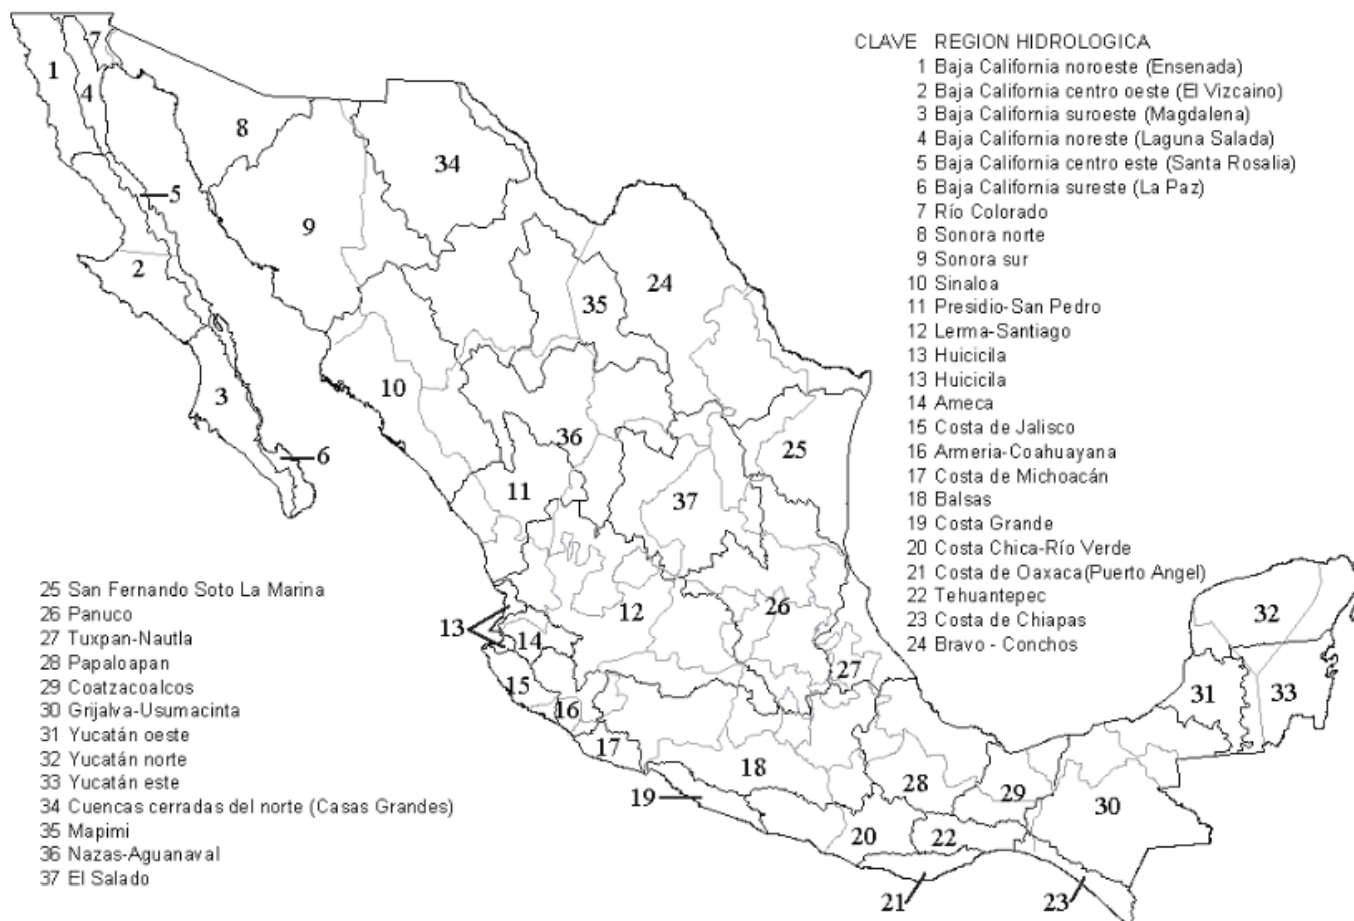 CLAVE REGION HIDROLOGICA
1 Baja California noroeste (Ensenada)
2 Baja California centro oeste (El Vizcaino)
3 Baja California suroeste (Magdalena)
4 Baja California noreste (Laguna Salada)
5 Baja California centro este (Santa Rosalia)
6 Baja California sureste (La Paz)
7 Río Colorado
8 Sonora norte
9 Sonora sur
10 Sinaloa
11 Presidio-San Pedro
12 Lerma-Santiago
13 Huicicila
13 Huicicila
14 Ameca
15 Costa de Jalisco
16 Armeria-Coahuayana
17 Costa de Michoacán
18 Balsas
19 Costa Grande
20 Costa Chica-Río Verde
21 Costa de Oaxaca(Puerto Angel)
22 Tehuantepec
23 Costa de Chiapas
24 Bravo - Conchos
25 San Fernando Soto La Marina
26 Panuco
27 Tuxpan-Nautla
28 Papaloapan
29 Coatzacoalcos
30 Grijalva-Usumacinta
31 Yucatán oeste
32 Yucatán norte
33 Yucatán este
34 Cuencas cerradas del norte (Casas Grandes)
35 Mapimi
36 Nazas-Aguanaval
37 El Salado
7
1
4
8
34
5
9
2
24
35
10
3
36
25
6
11
37
32
12
26
13
14
27
15
31
33
16
17
18
28
29
19
30
20
22
21
23